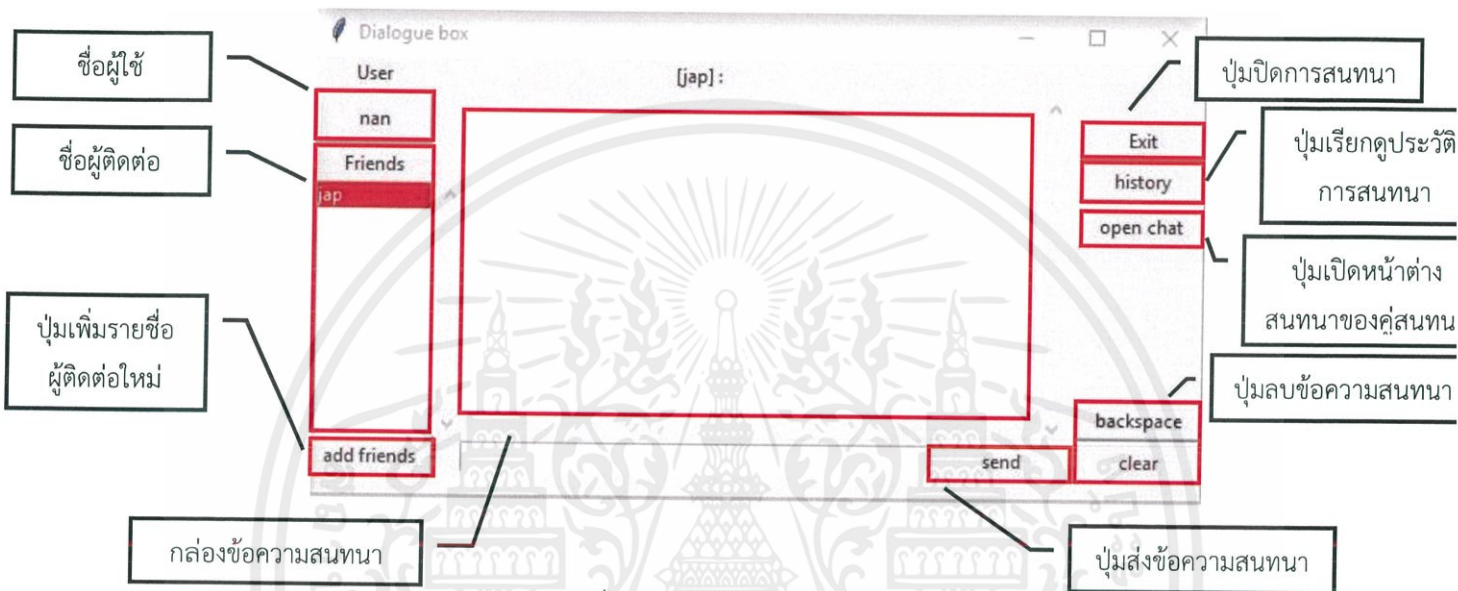 Dialogue box
ชื่อผู้ใช้
User
[jap] :
ปุ่มปิดการสนทนา
nan
ชื่อผู้ติดต่อ
Friends
jap
Exit
ปุ่มเรียกดูประวัติ
การสนทนา
history
open chat
ปุ่มเปิดหน้าต่าง
สนทนาของคู่สนทน
ปุ่มเพิ่มรายชื่อ
ผู้ติดต่อใหม่
ปุ่มลบข้อความสนทนา
backspace
add friends
send
clear
กล่องข้อความสนทนา
ปุ่มส่งข้อความสนทนา